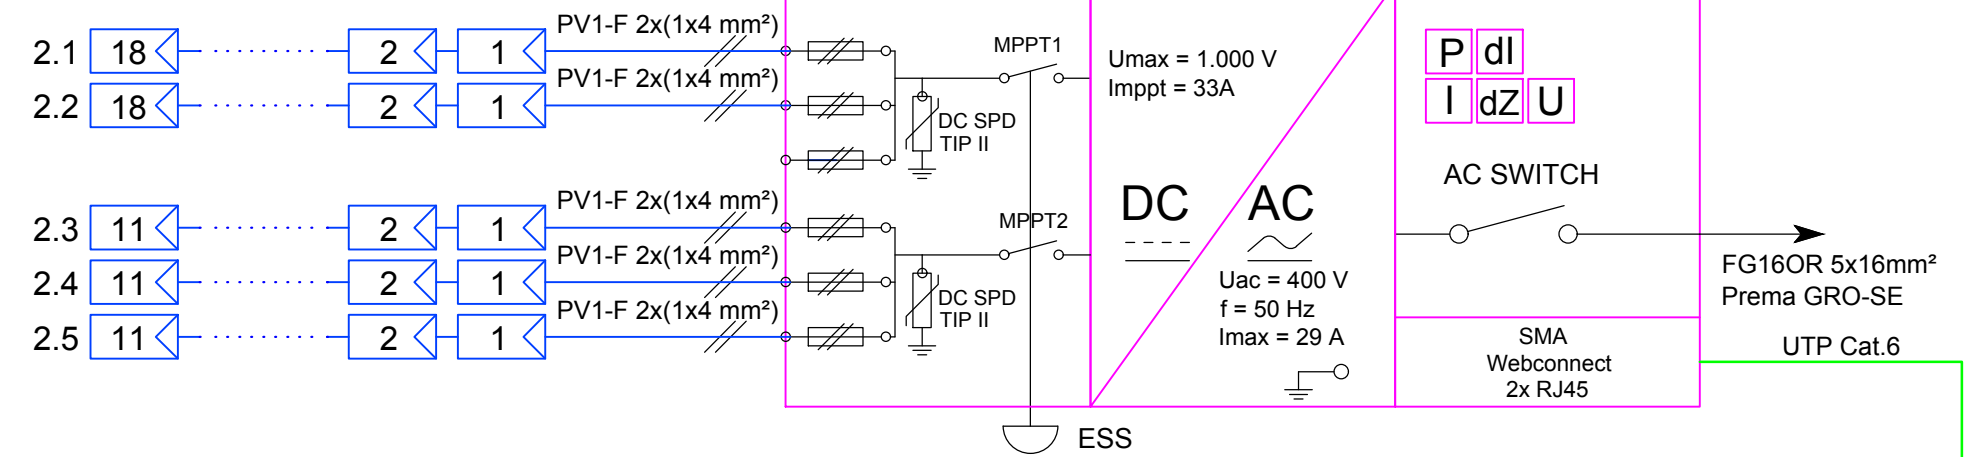 PV1-F 2x(1x4 mm²)
2.1 18 2 1
MPPT1
Umax = 1.000 V
Imppt = 33A
P dI
I dZ U
PV1-F 2x(1x4 mm²)
2.2 18 2 1
DC SPD
TIP II
PV1-F 2x(1x4 mm²)
2.3 11 2 1
MPPT2
DC AC
AC SWITCH
PV1-F 2x(1x4 mm²)
2.4 11 2 1
DC SPD
TIP II
Uac = 400 V
f = 50 Hz
Imax = 29 A
FG16OR 5x16mm²
Prema GRO-SE
PV1-F 2x(1x4 mm²)
2.5 11 2 1
SMA
Webconnect
2x RJ45
UTP Cat.6
ESS